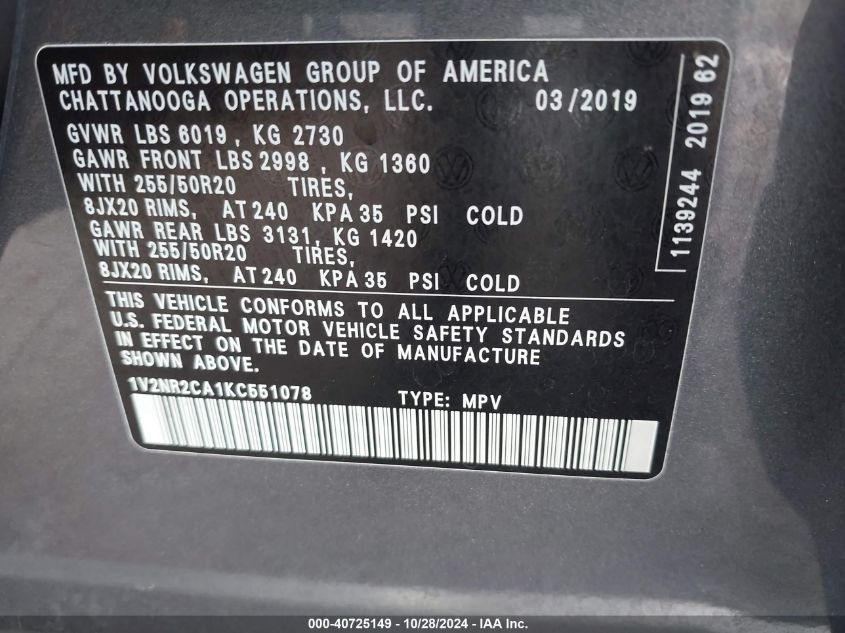 MFD BY VOLKSWAGEN GROUP OF AMERICA
CHATTANOOGA OPERATIONS, LLC. 03/2019
GVWR LBS 6019, KG 2730
GAWR FRONT LBS 2998, KG 1360
WITH 255/50R20 TIRES,
8JX20 RIMS, AT 240 KPA 35 PSI COLD
GAWR REAR LBS 3131, KG 1420
WITH 255/50R20 TIRES,
8JX20 RIMS, AT 240 KPA 35 PSI COLD
THIS VEHICLE CONFORMS TO ALL APPLICABLE
U.S. FEDERAL MOTOR VEHICLE SAFETY STANDARDS
IN EFFECT ON THE DATE OF MANUFACTURE
SHOWN ABOVE.
1V2NR2CA1KC551078 TYPE: MPV
1139244 2019 62
000-40725149 - 10/28/2024 - IAA Inc.